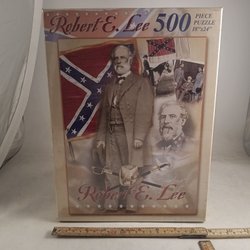 Robert E. Lee 500 PIECE
PUZZLE
18"x24"
Robert E. Lee